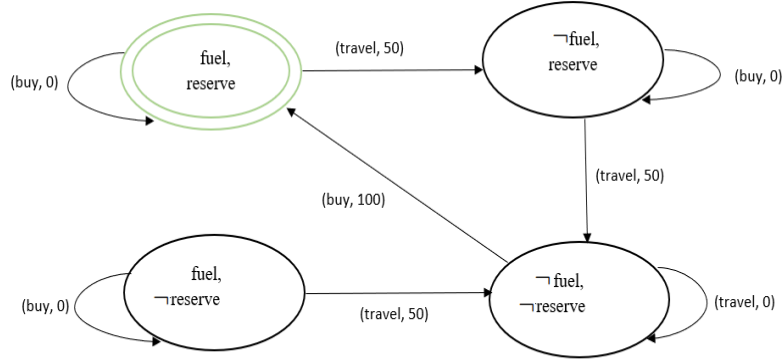 fuel,
reserve
(travel, 50)
¬fuel,
reserve
(buy, 0)
(buy, 0)
(travel, 50)
(buy, 100)
fuel,
¬reserve
(buy, 0)
(travel, 50)
¬ fuel,
¬reserve
(travel, 0)